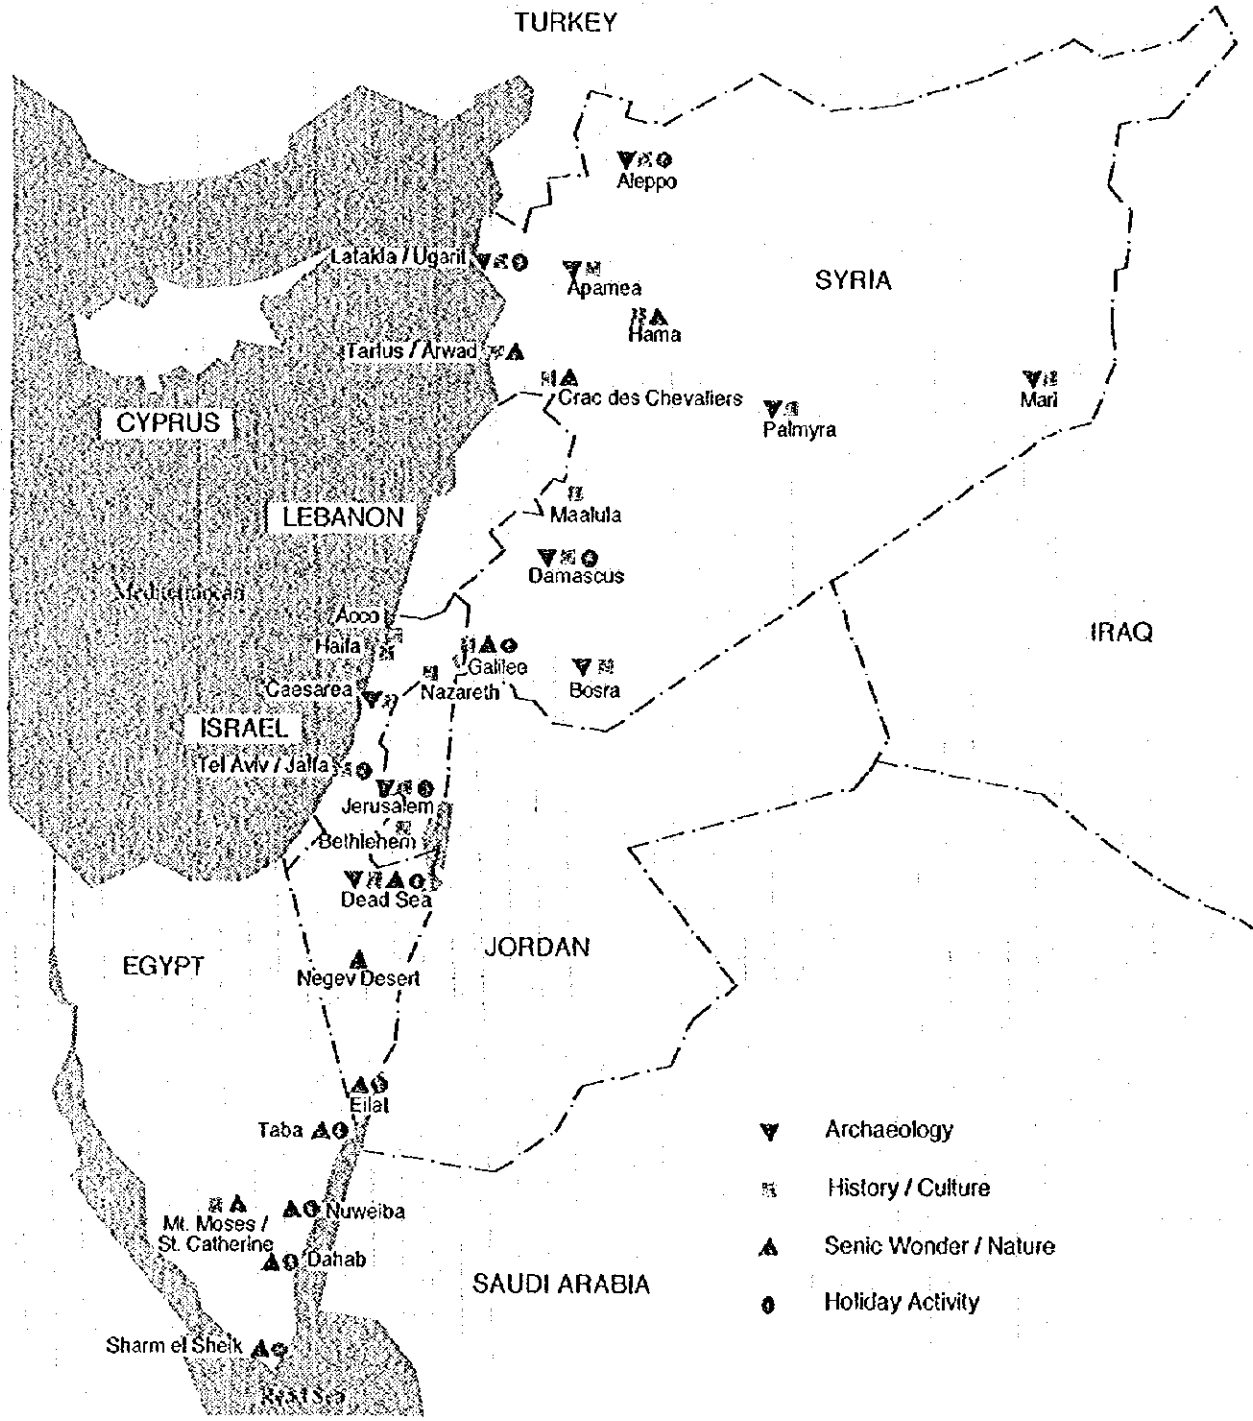 TURKEY
Aleppo
Latakla / Ugarit
Apamea
SYRIA
Hama
Tartus / Arwad
Crac des Chevaliers
Mari
CYPRUS
Palmyra
LEBANON
Maalula
Damascus
Mediterranean
Acco
IRAQ
Haifa
Galilee
Nazareth
Bosra
Caesarea
ISRAEL
Tel Aviv / Jaffa
Jerusalem
Bethlehem
Dead Sea
EGYPT
JORDAN
Negev Desert
Eilat
Taba
Archaeology
History / Culture
Nuweiba
Mt. Moses /
St. Catherine
Senic Wonder / Nature
Dahab
SAUDI ARABIA
Holiday Activity
Sharm el Sheik